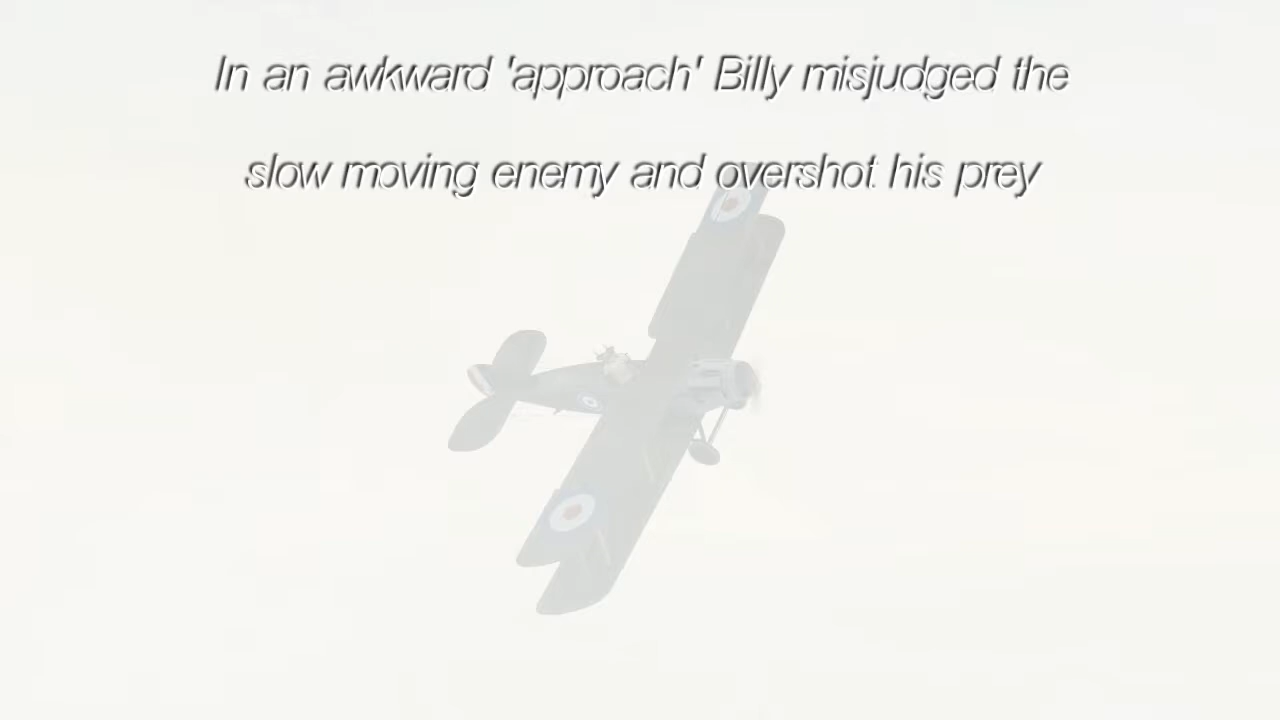 In an awkward 'approach' Billy misjudged the
slow moving enemy and overshot his prey